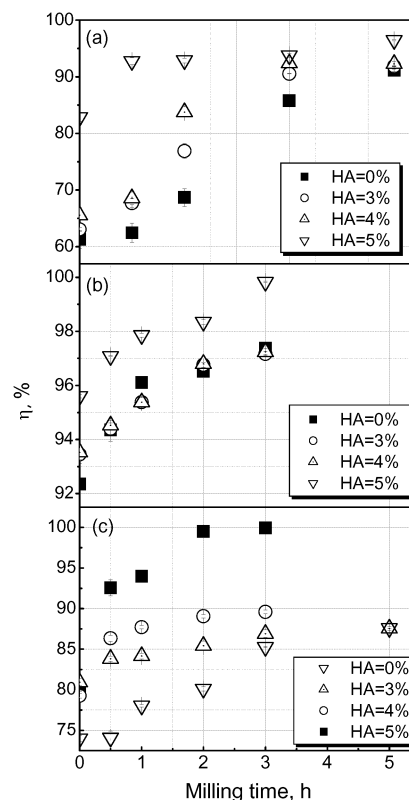 (a)
100
90
80
70
60
HA=0%
HA=3%
HA=4%
HA=5%
(b)
100
98
96
94
92
η, %
HA=0%
HA=3%
HA=4%
HA=5%
(c)
100
95
90
85
80
75
HA=0%
HA=3%
HA=4%
HA=5%
0 1 2 3 4 5
Milling time, h